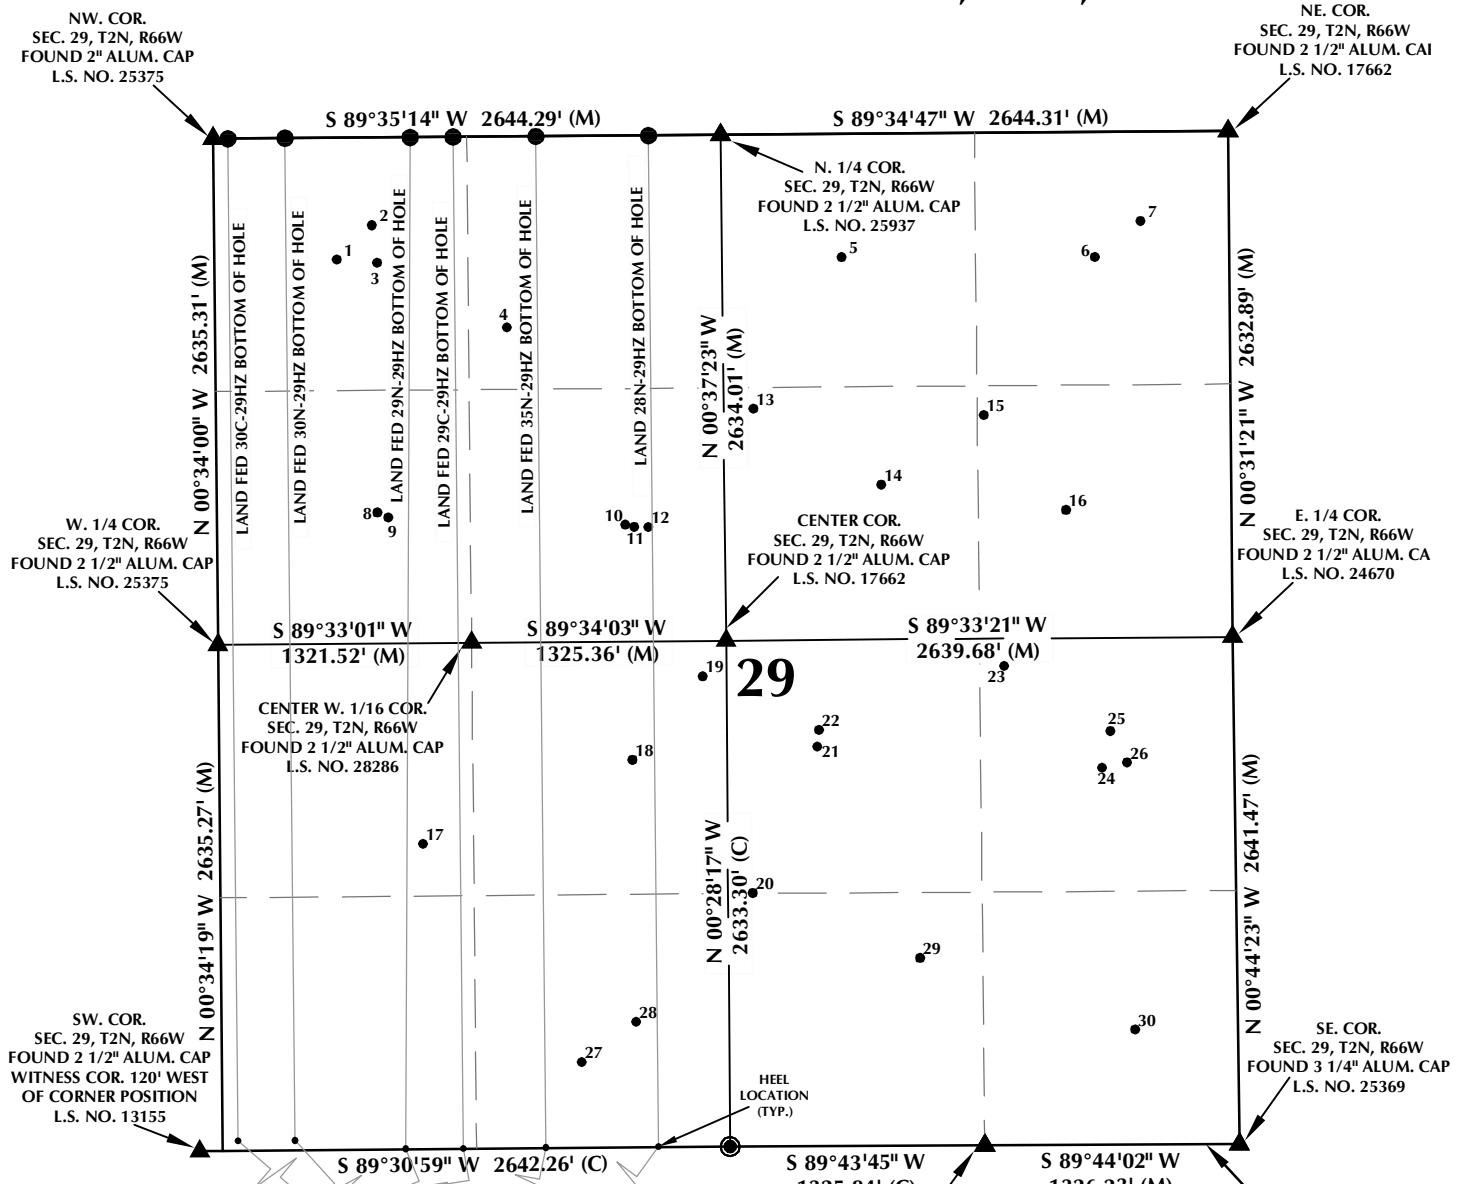 NW. COR.
SEC. 29, T2N, R66W
FOUND 2" ALUM. CAP
L.S. NO. 25375
NE. COR.
SEC. 29, T2N, R66W
FOUND 2 1/2" ALUM. CAI
L.S. NO. 17662
S 89°35'14" W 2644.29' (M)
S 89°34'47" W 2644.31' (M)
N. 1/4 COR.
SEC. 29, T2N, R66W
FOUND 2 1/2" ALUM. CAP
L.S. NO. 25937
N 00°34'00" W 2635.31' (M)
LAND FED 30C-29HZ BOTTOM OF HOLE
LAND FED 30N-29HZ BOTTOM OF HOLE
LAND FED 29N-29HZ BOTTOM OF HOLE
LAND FED 29C-29HZ BOTTOM OF HOLE
LAND FED 35N-29HZ BOTTOM OF HOLE
LAND 28N-29HZ BOTTOM OF HOLE
N 00°37'23" W
2634.01' (M)
N 00°31'21" W 2632.89' (M)
1
2
3
4
5
6
7
8
9
10
11
12
13
14
15
16
W. 1/4 COR.
SEC. 29, T2N, R66W
FOUND 2 1/2" ALUM. CAP
L.S. NO. 25375
CENTER COR.
SEC. 29, T2N, R66W
FOUND 2 1/2" ALUM. CAP
L.S. NO. 17662
E. 1/4 COR.
SEC. 29, T2N, R66W
FOUND 2 1/2" ALUM. CA
L.S. NO. 24670
S 89°33'01" W
1321.52' (M)
S 89°34'03" W
1325.36' (M)
S 89°33'21" W
2639.68' (M)
29
CENTER W. 1/16 COR.
SEC. 29, T2N, R66W
FOUND 2 1/2" ALUM. CAP
L.S. NO. 28286
17
18
19
20
21
22
23
24
25
26
27
28
29
30
N 00°34'19" W 2635.27' (M)
N 00°28'17" W
2633.30' (C)
N 00°44'23" W 2641.47' (M)
SW. COR.
SEC. 29, T2N, R66W
FOUND 2 1/2" ALUM. CAP
WITNESS COR. 120' WEST
OF CORNER POSITION
L.S. NO. 13155
HEEL
LOCATION
(TYP.)
SE. COR.
SEC. 29, T2N, R66W
FOUND 3 1/4" ALUM. CAP
L.S. NO. 25369
S 89°30'59" W 2642.26' (C)
S 89°43'45" W
S 89°44'02" W